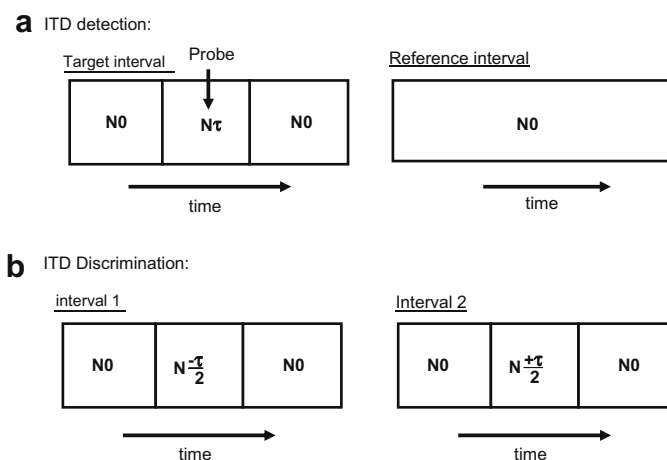 a ITD detection:
Probe
Target interval
Reference interval
N0 Nτ N0
N0
time
time
b ITD Discrimination:
interval 1
Interval 2
N0 N -τ/2 N0
N0 N +τ/2 N0
time
time